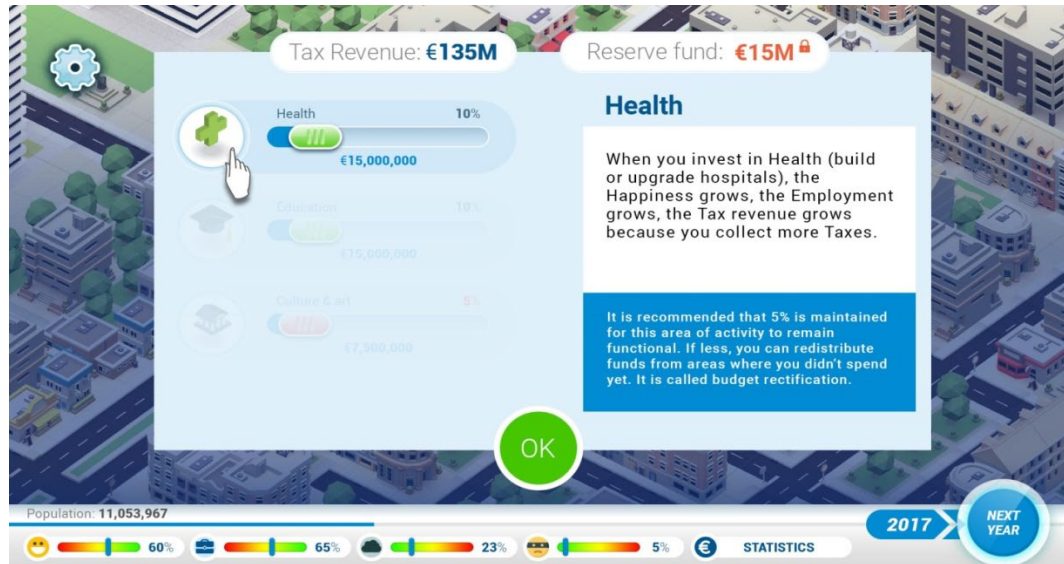 Tax Revenue: €135M
Reserve fund: €15M
Health 10%
€15,000,000
Education 10%
€15,000,000
Culture & art 5%
€7,500,000
Health
When you invest in Health (build
or upgrade hospitals), the
Happiness grows, the Employment
grows, the Tax revenue grows
because you collect more Taxes.
It is recommended that 5% is maintained
for this area of activity to remain
functional. If less, you can redistribute
funds from areas where you didn't spend
yet. It is called budget rectification.
OK
Population: 11,053,967
2017
NEXT
YEAR
60% 65% 23% 5% € STATISTICS